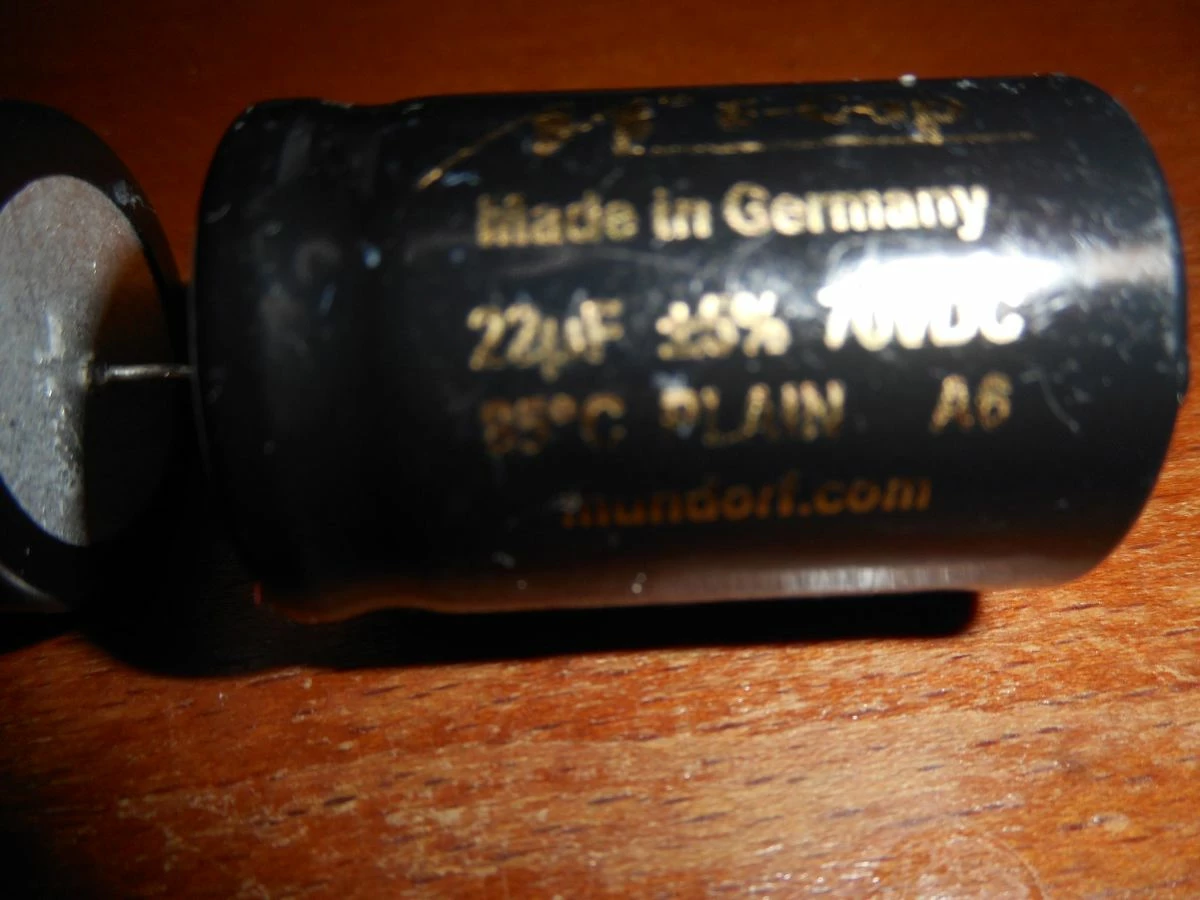 Made in Germany
22µF ±5% 70VDC
85°C PLAIN A6
mundorf.com